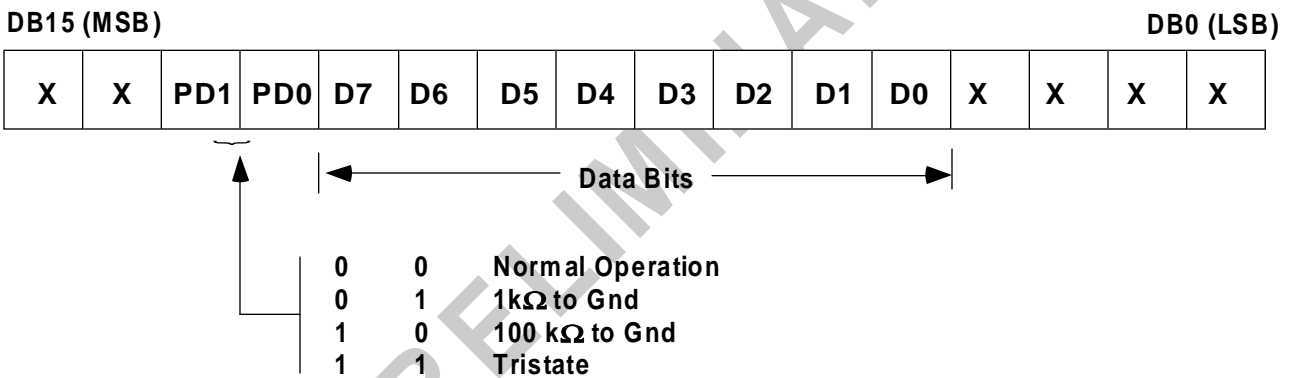 DB15 (MSB) DB0 (LSB)
X X PD1 PD0 D7 D6 D5 D4 D3 D2 D1 D0 X X X X
Data Bits
0 0 Normal Operation
0 1 1kΩ to Gnd
1 0 100 kΩ to Gnd
1 1 Tristate